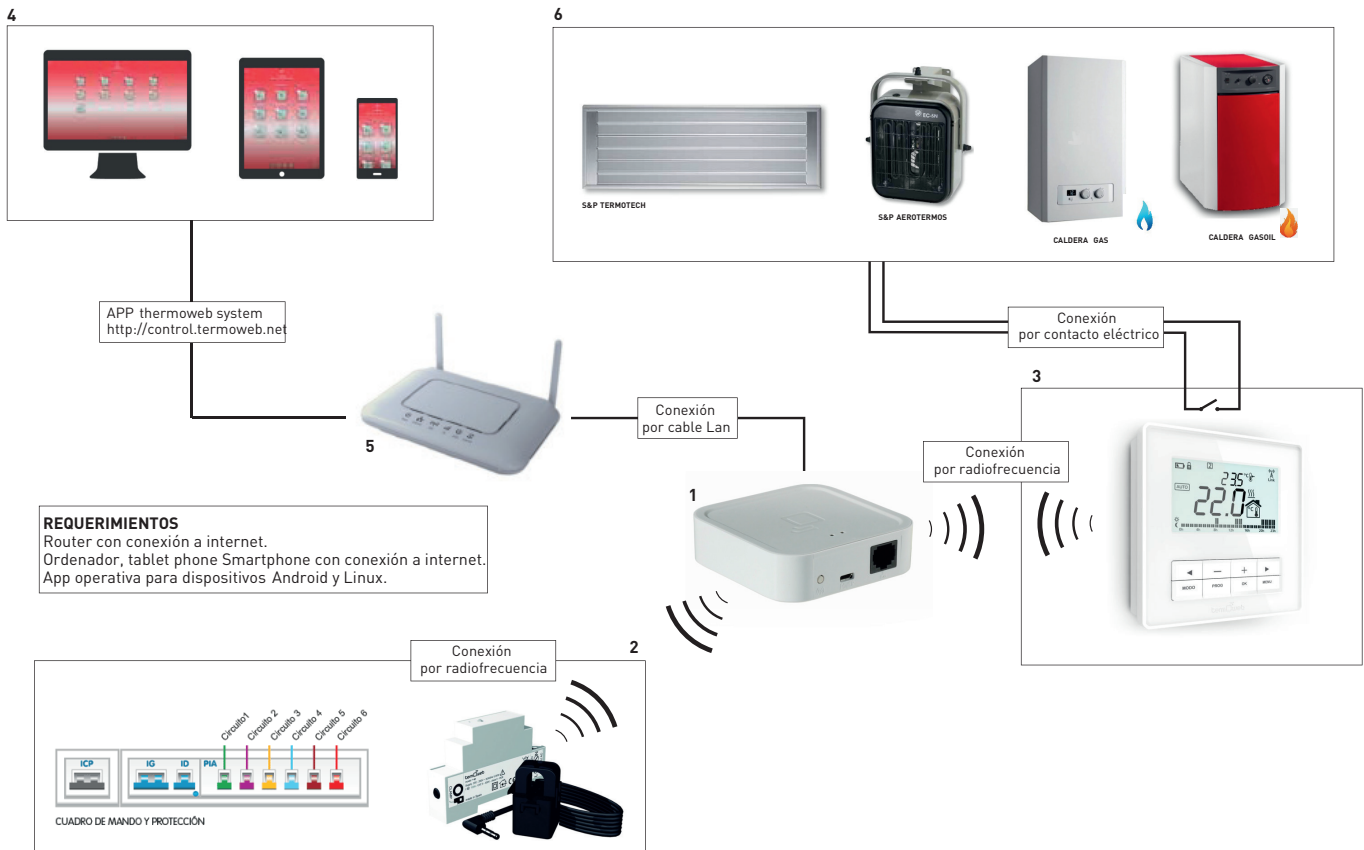 4
6
S&P TERMOTECH
S&P AEROTERMOS
CALDERA GAS
CALDERA GASOIL
APP thermoweb system
http://control.termoweb.net
Conexión
por contacto eléctrico
3
5
Conexión
por cable Lan
Conexión
por radiofrecuencia
1
23.5 °C
AUTO
22.0 °C
MODO
PROG
OK
MENU
REQUERIMIENTOS
Router con conexión a internet.
Ordenador, tablet phone Smartphone con conexión a internet.
App operativa para dispositivos Android y Linux.
2
Conexión
por radiofrecuencia
Circuito1
Circuito 2
Circuito 3
Circuito 4
Circuito 5
Circuito 6
ICP
IG
ID
PIA
CUADRO DE MANDO Y PROTECCIÓN